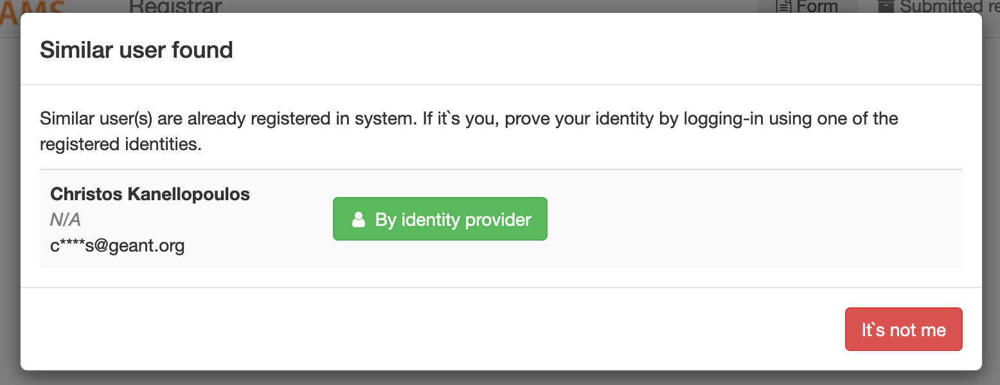 AMS
Registrar
Form
Submitted re
Similar user found
Similar user(s) are already registered in system. If it`s you, prove your identity by logging-in using one of the
registered identities.
Christos Kanellopoulos
N/A
c****s@geant.org
By identity provider
It`s not me